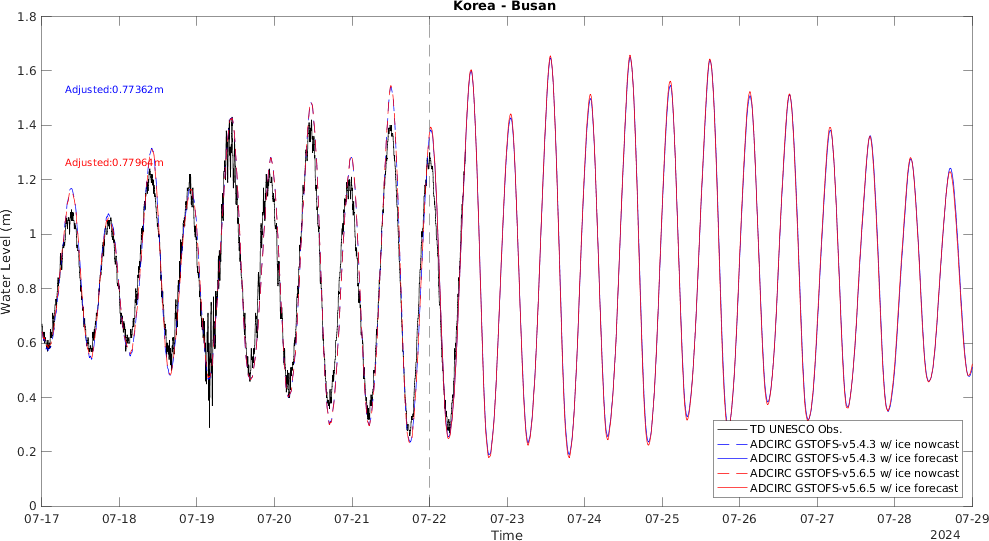 Korea - Busan
1.8
1.6
1.4
1.2
1
0.8
0.6
0.4
0.2
0
Water Level (m)
Adjusted:0.77362m
Adjusted:0.77964m
TD UNESCO Obs.
ADCIRC GSTOFS-v5.4.3 w/ ice nowcast
ADCIRC GSTOFS-v5.4.3 w/ ice forecast
ADCIRC GSTOFS-v5.6.5 w/ ice nowcast
ADCIRC GSTOFS-v5.6.5 w/ ice forecast
07-17 07-18 07-19 07-20 07-21 07-22 07-23 07-24 07-25 07-26 07-27 07-28 07-29
Time
2024